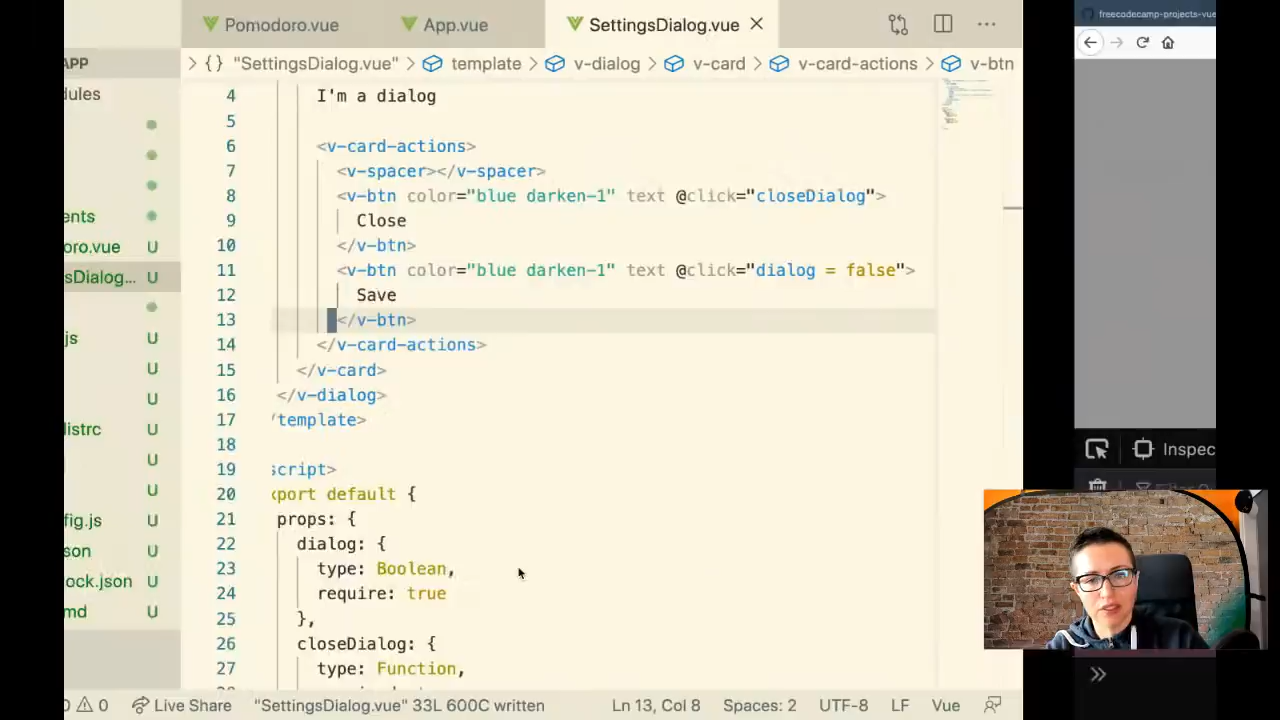 Pomodoro.vue
App.vue
SettingsDialog.vue
freecodecamp-projects-vue
APP
"SettingsDialog.vue"
template
v-dialog
v-card
v-card-actions
v-btn
dules
ents
oro.vue U
sDialog... U
js U
U
U
listrc U
U
U
fig.js U
son U
ock.json U
md U
4 I'm a dialog
5
6 <v-card-actions>
7 <v-spacer></v-spacer>
8 <v-btn color="blue darken-1" text @click="closeDialog">
9 Close
10 </v-btn>
11 <v-btn color="blue darken-1" text @click="dialog = false">
12 Save
13 </v-btn>
14 </v-card-actions>
15 </v-card>
16 </v-dialog>
17 template>
18
19 script>
20 port default {
21 props: {
22 dialog: {
23 type: Boolean,
24 require: true
25 },
26 closeDialog: {
27 type: Function,
Inspec
0 0 Live Share "SettingsDialog.vue" 33L 600C written Ln 13, Col 8 Spaces: 2 UTF-8 LF Vue